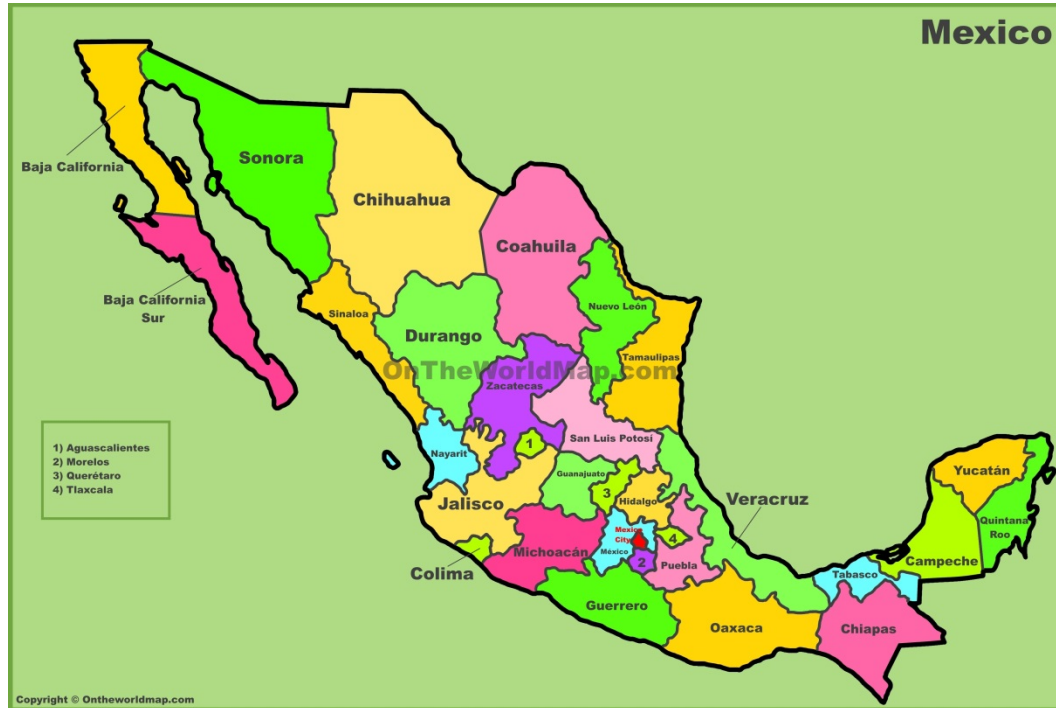 Mexico
Baja California
Sonora
Chihuahua
Coahuila
Baja California
Sur
Sinaloa
Durango
Nuevo León
Tamaulipas
OnTheWorldMap.com
Zacatecas
1) Aguascalientes
2) Morelos
3) Querétaro
4) Tlaxcala
Nayarit
1
San Luis Potosí
Guanajuato
3
Hidalgo
Jalisco
Veracruz
Yucatán
Quintana
Roo
Campeche
Colima
Michoacán
Mexico
City
México
4
2
Puebla
Tabasco
Guerrero
Oaxaca
Chiapas
Copyright © Ontheworldmap.com